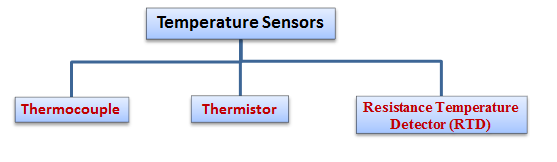 Temperature Sensors
Thermocouple
Thermistor
Resistance Temperature
Detector (RTD)